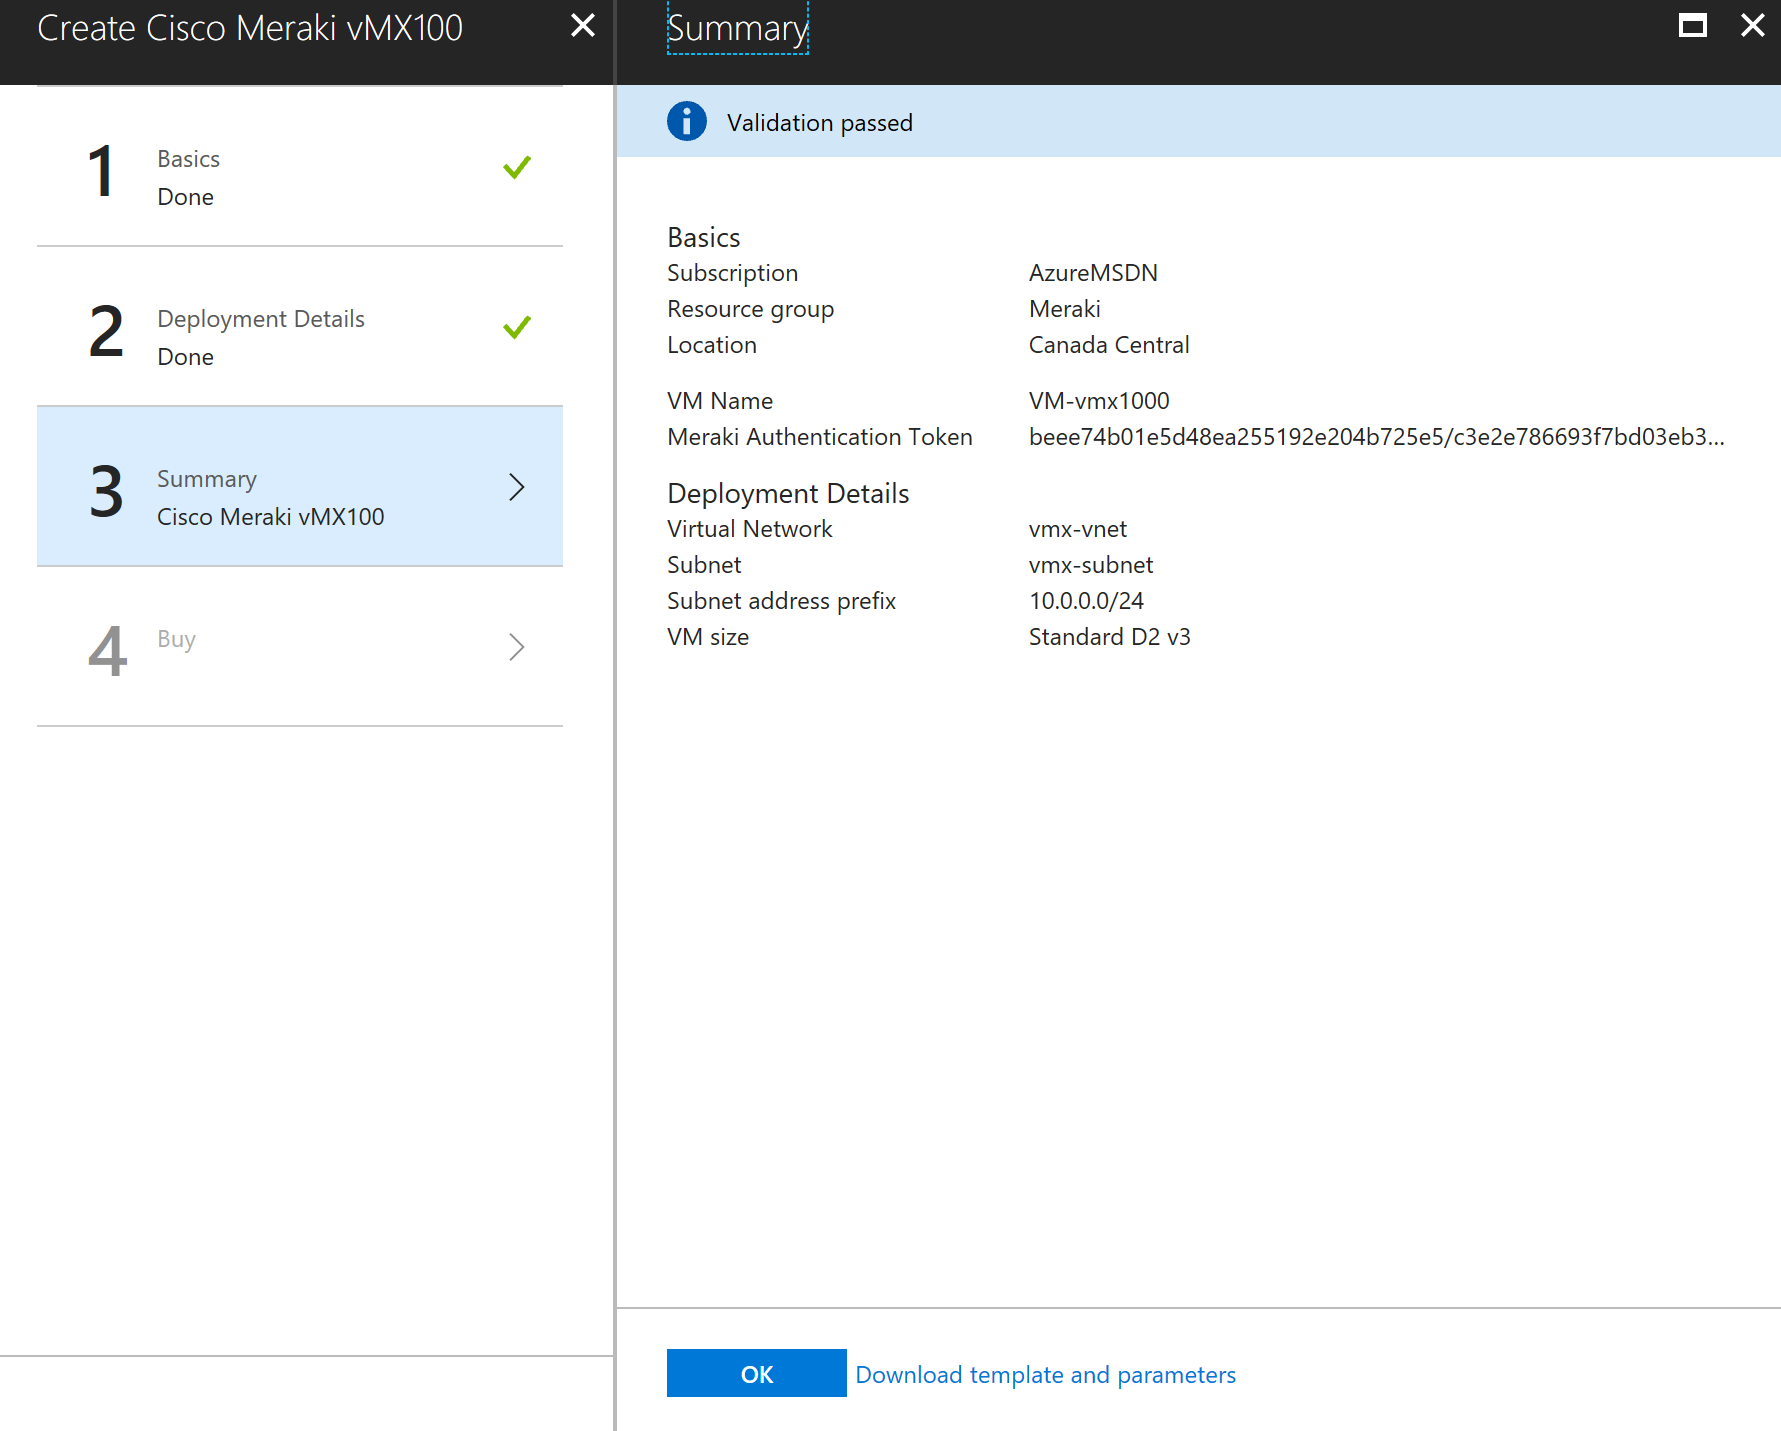 Create Cisco Meraki vMX100
1
Basics
Done
2
Deployment Details
Done
3
Summary
Cisco Meraki vMX100
4
Buy
Summary
Validation passed
Basics
Subscription AzureMSDN
Resource group Meraki
Location Canada Central
VM Name VM-vmx1000
Meraki Authentication Token beee74b01e5d48ea255192e204b725e5/c3e2e786693f7bd03eb3...
Deployment Details
Virtual Network vmx-vnet
Subnet vmx-subnet
Subnet address prefix 10.0.0.0/24
VM size Standard D2 v3
OK Download template and parameters